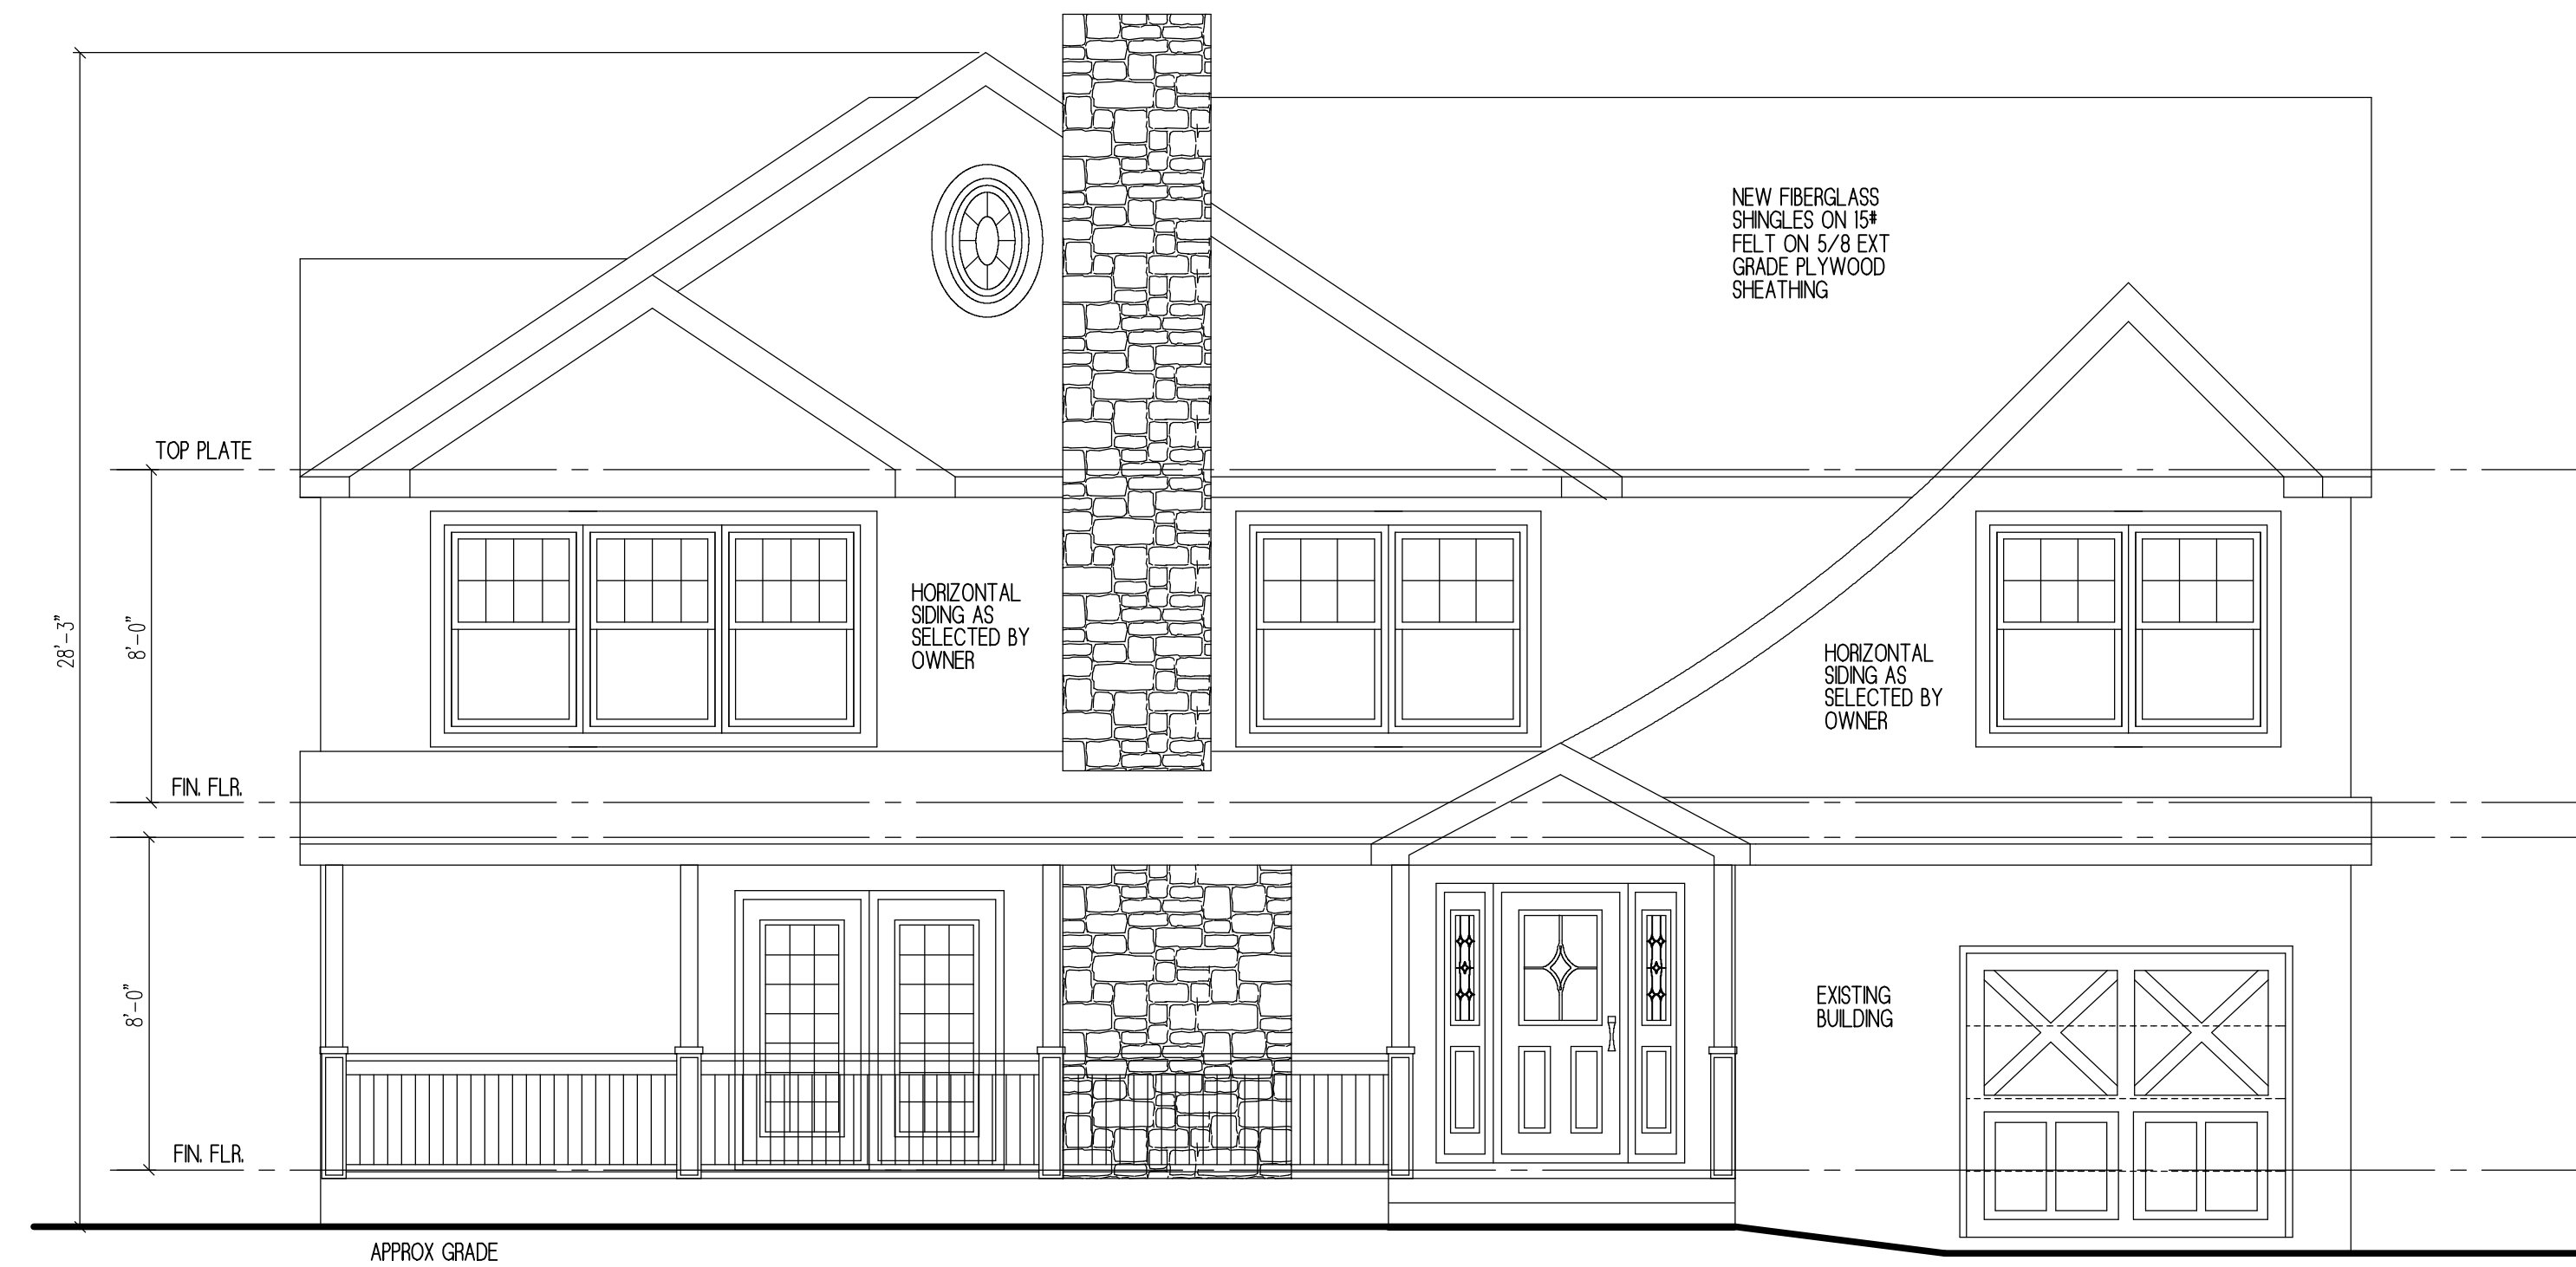 NEW FIBERGLASS
SHINGLES ON 15#
FELT ON 5/8 EXT
GRADE PLYWOOD
SHEATHING
TOP PLATE
28'-3"
8'-0"
HORIZONTAL
SIDING AS
SELECTED BY
OWNER
HORIZONTAL
SIDING AS
SELECTED BY
OWNER
FIN. FLR.
8'-0"
EXISTING
BUILDING
FIN. FLR.
APPROX GRADE